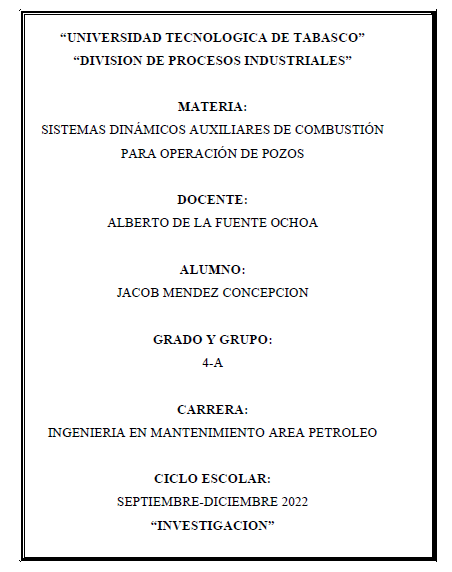 “UNIVERSIDAD TECNOLOGICA DE TABASCO”
“DIVISION DE PROCESOS INDUSTRIALES”
MATERIA:
SISTEMAS DINÁMICOS AUXILIARES DE COMBUSTIÓN
PARA OPERACIÓN DE POZOS
DOCENTE:
ALBERTO DE LA FUENTE OCHOA
ALUMNO:
JACOB MENDEZ CONCEPCION
GRADO Y GRUPO:
4-A
CARRERA:
INGENIERIA EN MANTENIMIENTO AREA PETROLEO
CICLO ESCOLAR:
SEPTIEMBRE-DICIEMBRE 2022
“INVESTIGACION”